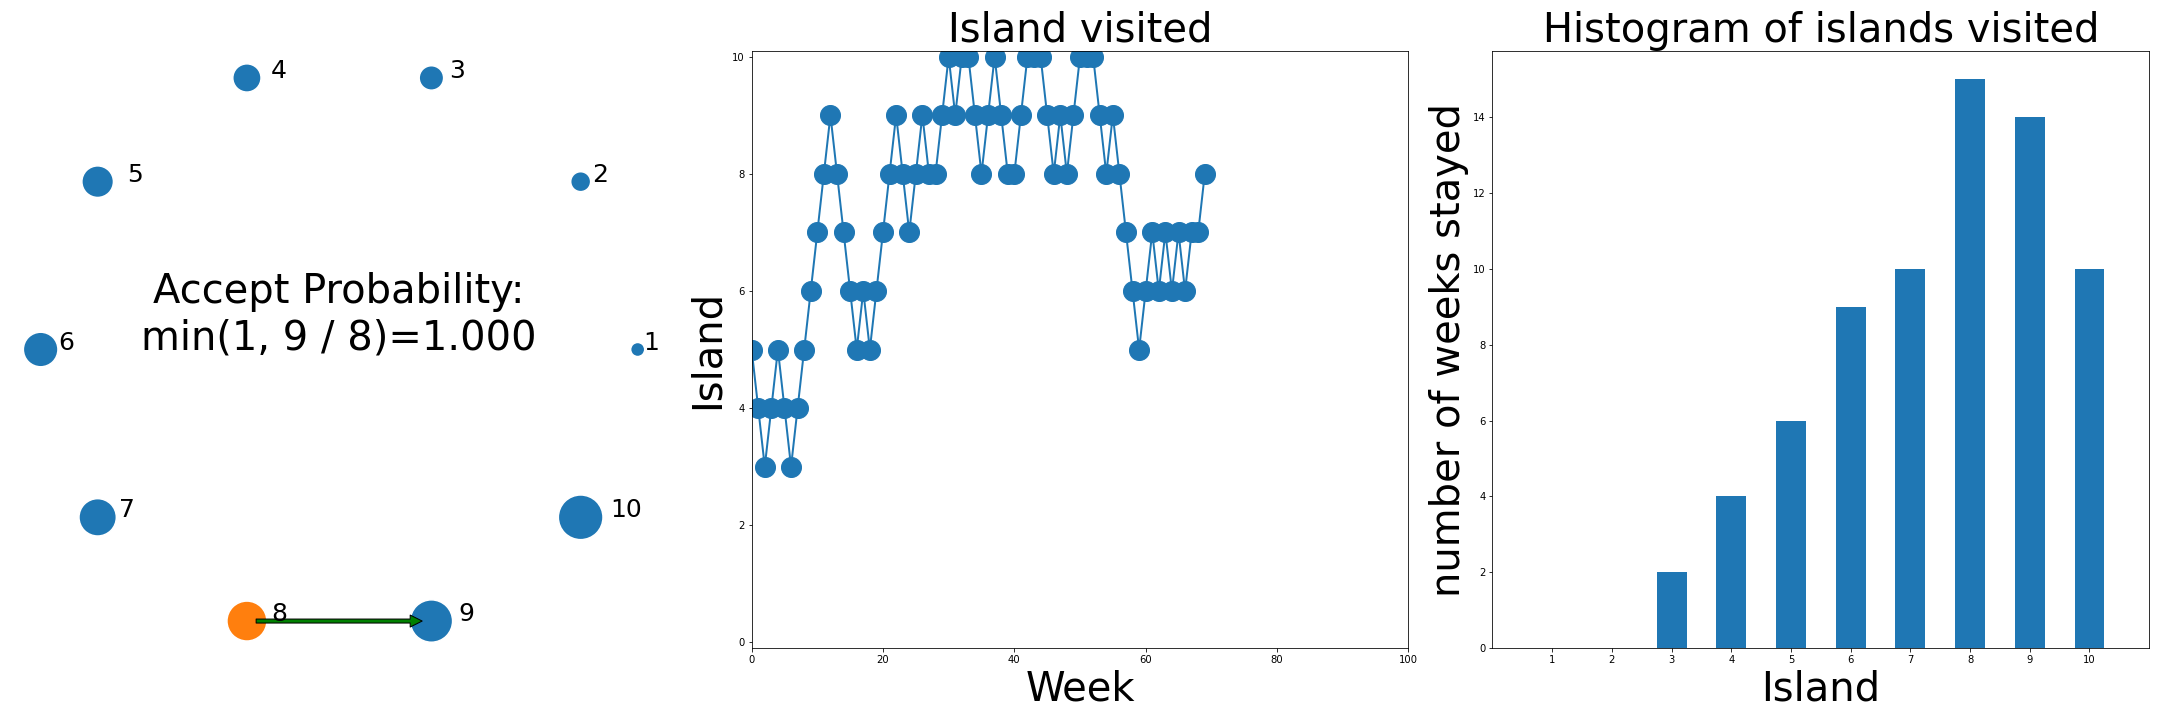 4
3
5
2
Accept Probability:
min(1, 9 / 8)=1.000
6
1
7
10
8
9
Island visited
Island
10
8
6
4
2
0
0 20 40 60 80 100
Week
Histogram of islands visited
number of weeks stayed
14
12
10
8
6
4
2
0
1 2 3 4 5 6 7 8 9 10
Island